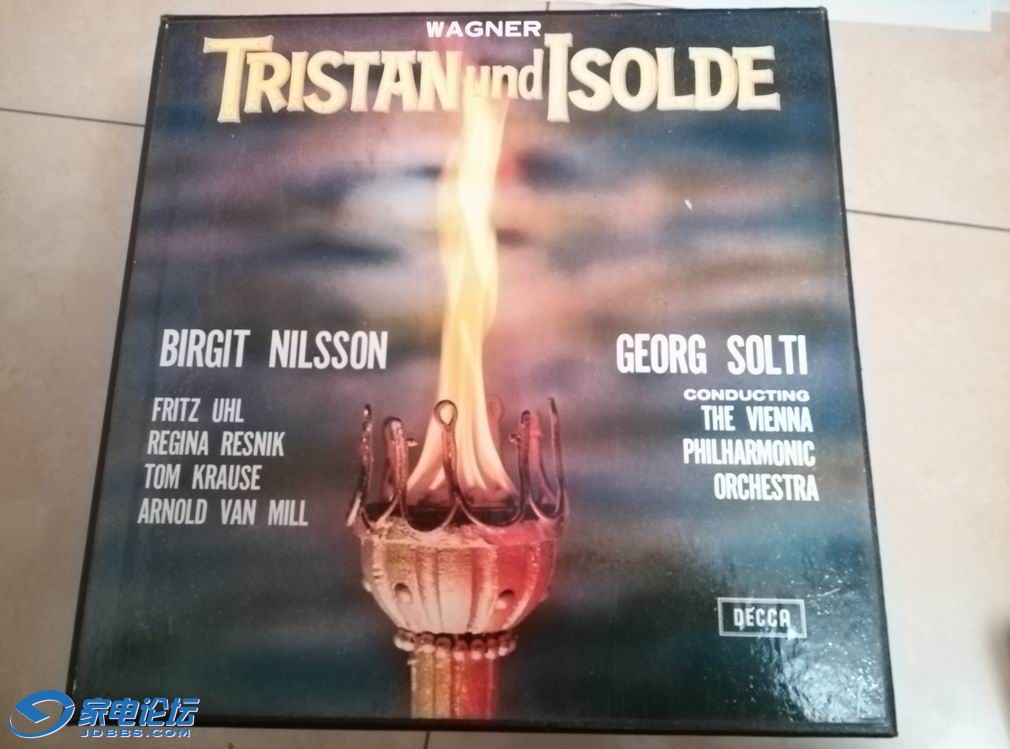 WAGNER
TRISTAN und ISOLDE
BIRGIT NILSSON
FRITZ UHL
REGINA RESNIK
TOM KRAUSE
ARNOLD VAN MILL
GEORG SOLTI
CONDUCTING
THE VIENNA
PHILHARMONIC
ORCHESTRA
DECCA
家电论坛
JDBBS.COM